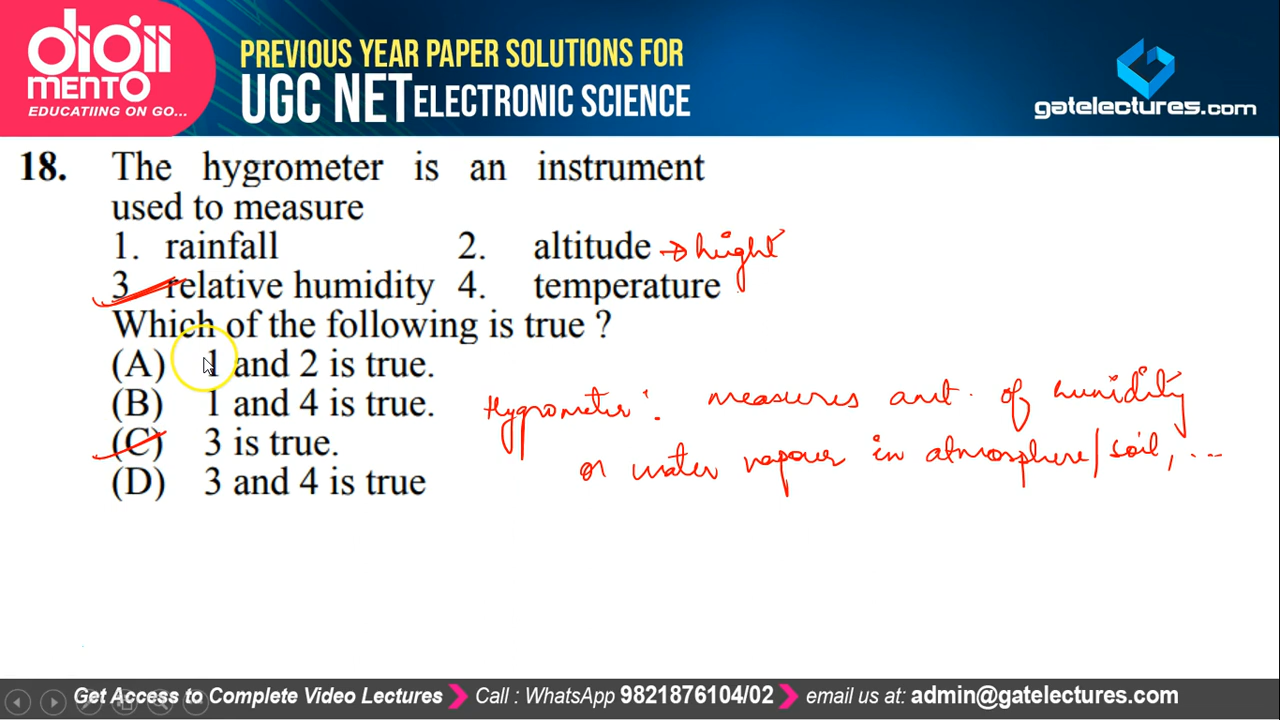 dioii
MENTO
EDUCATIING ON GO...
PREVIOUS YEAR PAPER SOLUTIONS FOR
UGC NET ELECTRONIC SCIENCE
gatelectures.com
18. The hygrometer is an instrument
used to measure
1. rainfall 2. altitude → hight
3 relative humidity 4. temperature
Which of the following is true ?
(A) 1 and 2 is true.
(B) 1 and 4 is true.
(C) 3 is true.
(D) 3 and 4 is true
Hygrometer: measures amt. of humidity
or water vapour in atmosphere/soil, ...
Get Access to Complete Video Lectures Call : WhatsApp 9821876104/02 email us at: admin@gatelectures.com